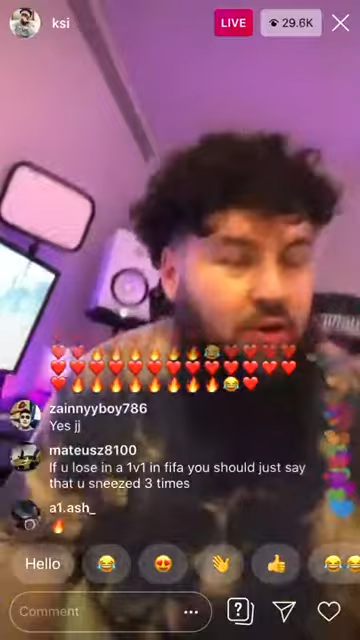 ksi
LIVE
29.6K
❤️❤️🔥🔥🔥🔥🔥🔥😂❤️❤️❤️❤️
❤️❤️❤️❤️❤️❤️❤️❤️❤️❤️❤️❤️❤️
❤️🔥🔥🔥🔥🔥🔥🔥🔥😂❤️
zainnyyboy786
Yes jj
mateusz8100
If u lose in a 1v1 in fifa you should just say
that u sneezed 3 times
a1.ash_
🔥
Hello 😂 😍 👋 👍 😂😂
Comment